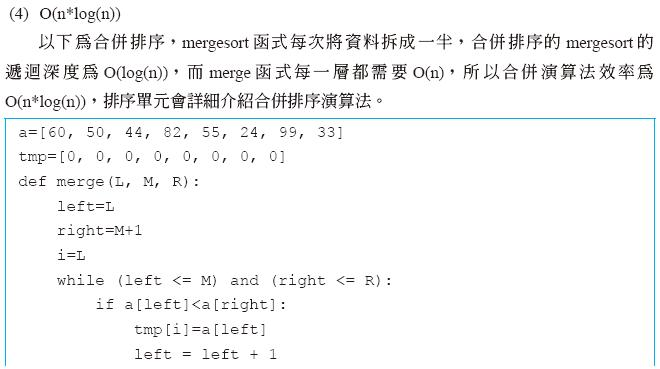 (4) O(n*log(n))
以下為合併排序，mergesort 函式每次將資料拆成一半，合併排序的 mergesort 的
遞迴深度為 O(log(n))，而 merge 函式每一層都需要 O(n)，所以合併演算法效率為
O(n*log(n))，排序單元會詳細介紹合併排序演算法。
a=[60, 50, 44, 82, 55, 24, 99, 33]
tmp=[0, 0, 0, 0, 0, 0, 0, 0]
def merge(L, M, R):
    left=L
    right=M+1
    i=L
    while (left <= M) and (right <= R):
        if a[left]<a[right]:
            tmp[i]=a[left]
            left = left + 1